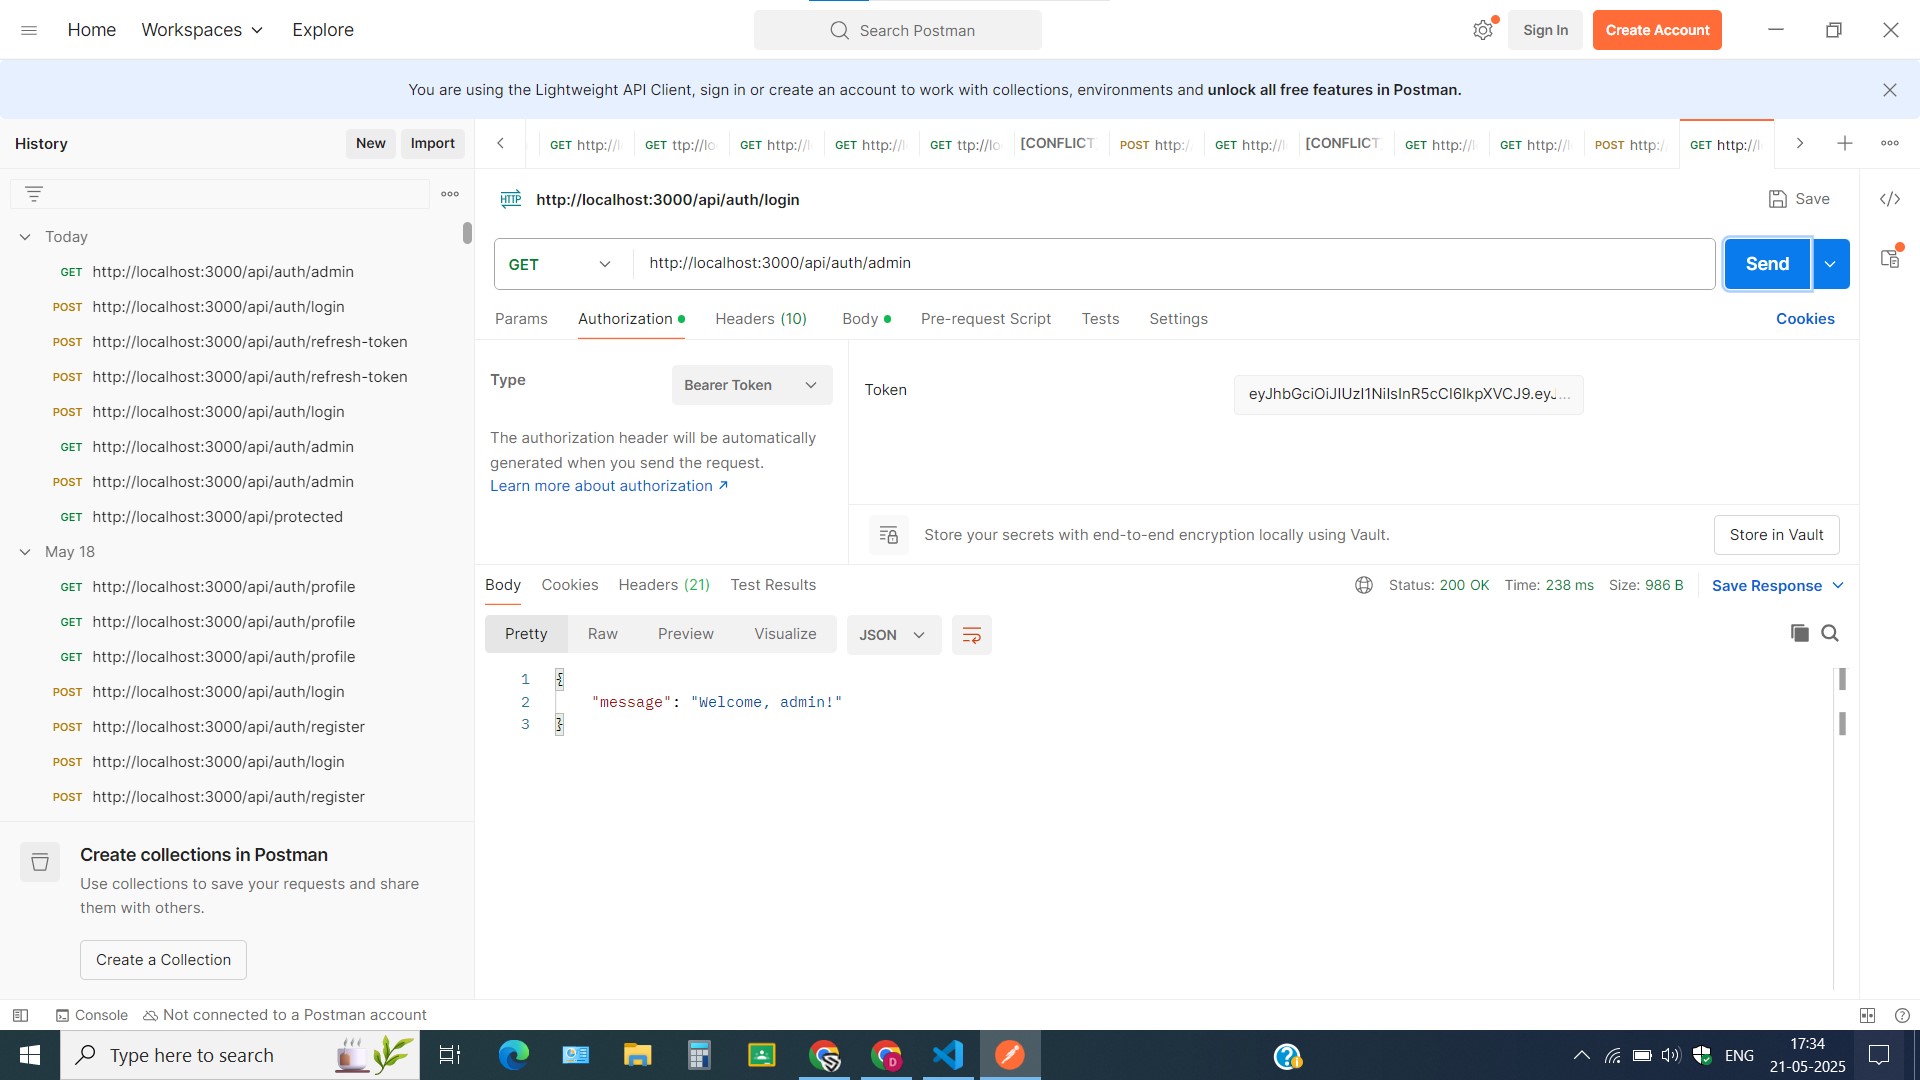 Home Workspaces Explore Search Postman Sign In Create Account
You are using the Lightweight API Client, sign in or create an account to work with collections, environments and unlock all free features in Postman.
History New Import
GET http://l GET ttp://lo GET http://l GET http://l GET ttp://lo [CONFLICT POST http:/ GET http://l [CONFLICT GET http://l GET http://l POST http:/ GET http://l
HTTP http://localhost:3000/api/auth/login Save
Today
GET http://localhost:3000/api/auth/admin
POST http://localhost:3000/api/auth/login
POST http://localhost:3000/api/auth/refresh-token
POST http://localhost:3000/api/auth/refresh-token
POST http://localhost:3000/api/auth/login
GET http://localhost:3000/api/auth/admin
POST http://localhost:3000/api/auth/admin
GET http://localhost:3000/api/protected
May 18
GET http://localhost:3000/api/auth/profile
GET http://localhost:3000/api/auth/profile
GET http://localhost:3000/api/auth/profile
POST http://localhost:3000/api/auth/login
POST http://localhost:3000/api/auth/register
POST http://localhost:3000/api/auth/login
POST http://localhost:3000/api/auth/register
Create collections in Postman
Use collections to save your requests and share
them with others.
Create a Collection
GET http://localhost:3000/api/auth/admin Send
Params Authorization Headers (10) Body Pre-request Script Tests Settings Cookies
Type Bearer Token
The authorization header will be automatically
generated when you send the request.
Learn more about authorization ↗
Token eyJhbGciOiJIUzI1NiIsInR5cCI6IkpXVCJ9.eyJ...
Store your secrets with end-to-end encryption locally using Vault. Store in Vault
Body Cookies Headers (21) Test Results Status: 200 OK Time: 238 ms Size: 986 B Save Response
Pretty Raw Preview Visualize JSON
1 {
2 "message": "Welcome, admin!"
3 }
Console Not connected to a Postman account
Type here to search ENG 17:34
21-05-2025